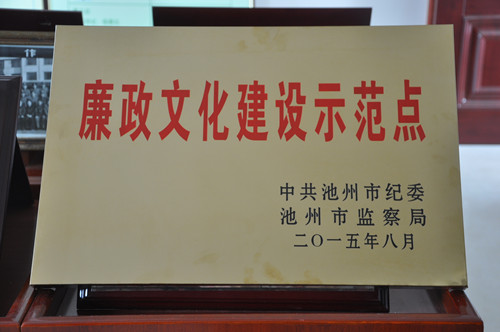 廉政文化建设示范点
中共池州市纪委
池州市监察局
二〇一五年八月